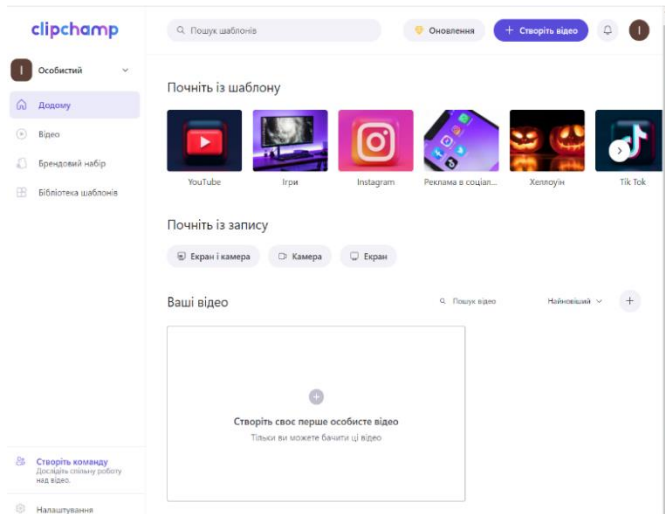 clipchamp
Пошук шаблонів
Оновлення
+ Створіть відео
І
І
Особистий
Додому
Відео
Брендовий набір
Бібліотека шаблонів
Почніть із шаблону
YouTube
Ігри
Instagram
Реклама в соціал...
Хеллоуїн
Tik Tok
Почніть із запису
Екран і камера
Камера
Екран
Ваші відео
Пошук відео
Найновіший
Створіть своє перше особисте відео
Тільки ви можете бачити ці відео
Створіть команду
Дослідіть спільну роботу
над відео.
Налаштування